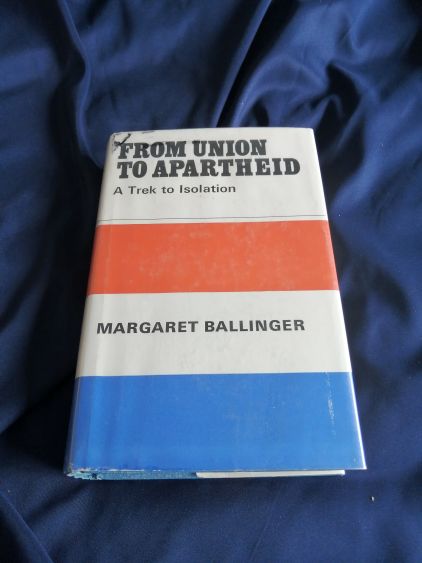 FROM UNION
TO APARTHEID
A Trek to Isolation
MARGARET BALLINGER